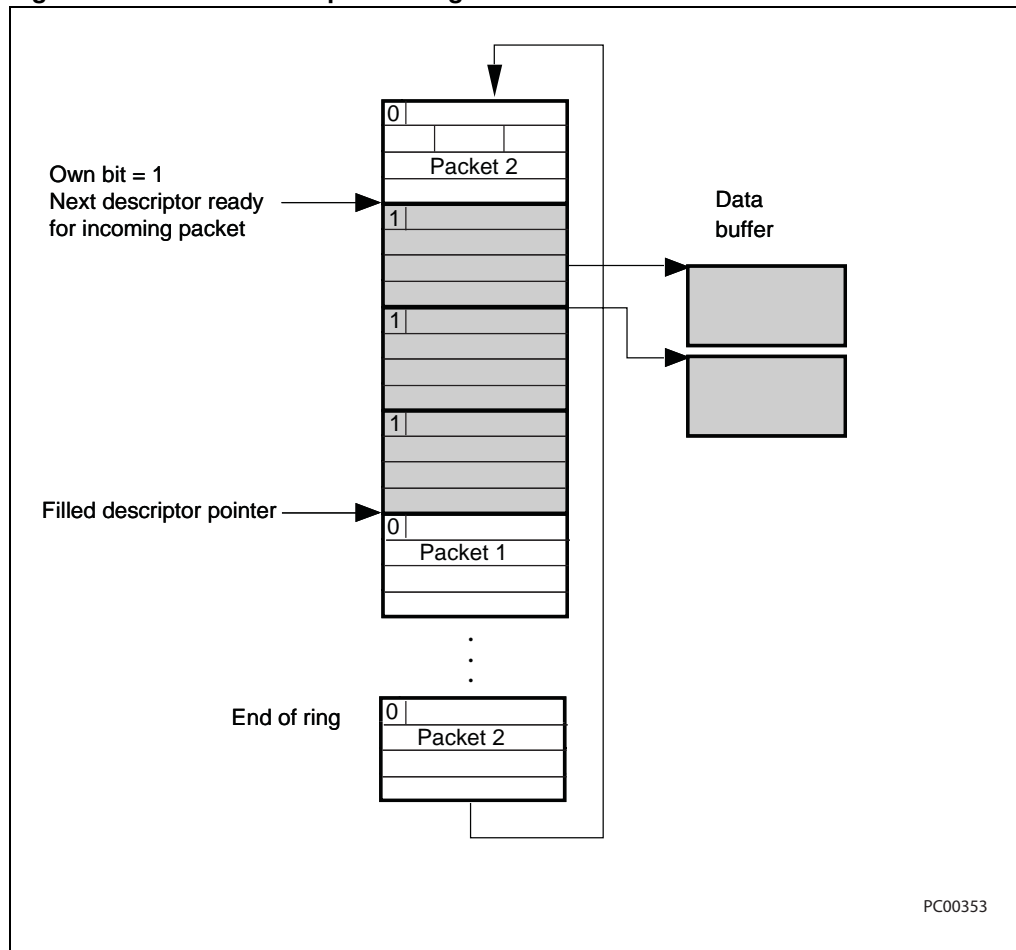 0
Packet 2
Own bit = 1
Next descriptor ready
for incoming packet
1
Data
buffer
1
1
Filled descriptor pointer
0
Packet 1
End of ring
0
Packet 2
PC00353